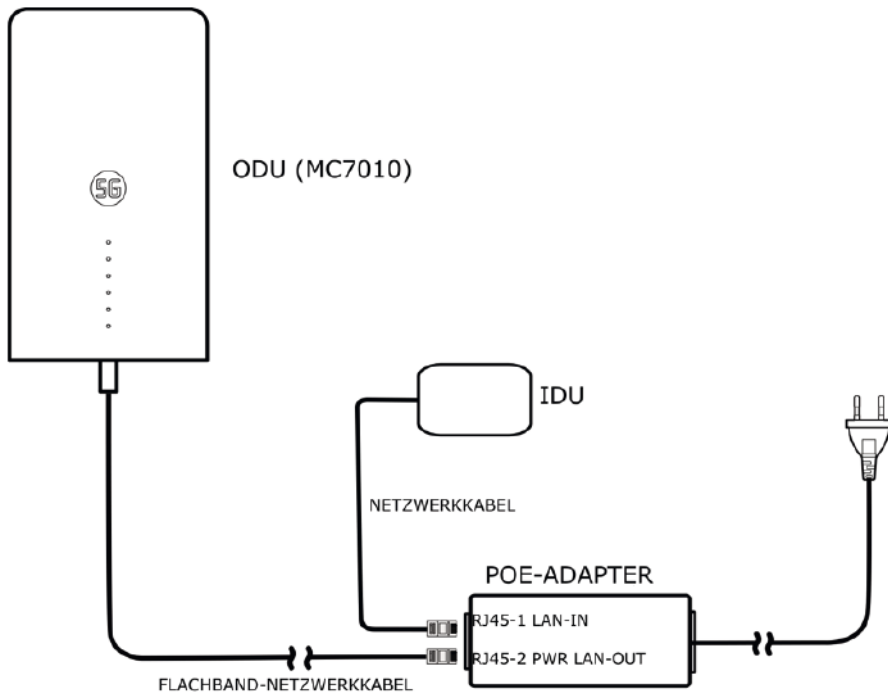 5G
ODU (MC7010)
IDU
NETZWERKKABEL
POE-ADAPTER
RJ45-1 LAN-IN
RJ45-2 PWR LAN-OUT
FLACHBAND-NETZWERKKABEL